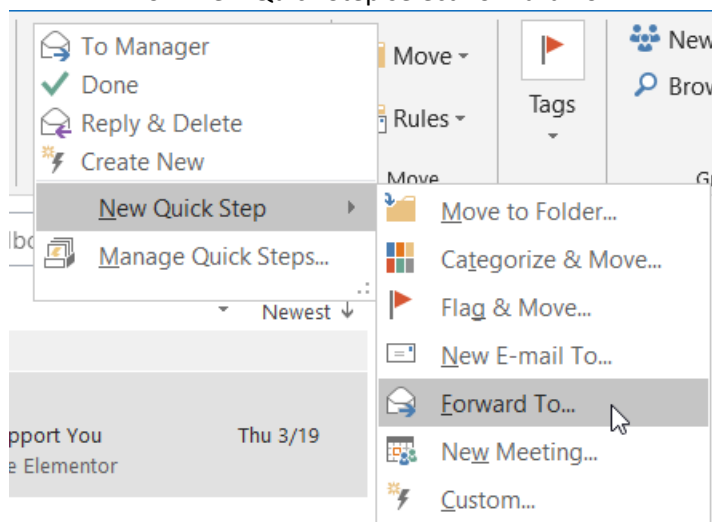 To Manager
Done
Reply & Delete
Create New
New Quick Step
Manage Quick Steps...
Move
Rules
Move
Tags
New
Brow
Move to Folder...
Categorize & Move...
Flag & Move...
New E-mail To...
Forward To...
New Meeting...
Custom...
Newest
pport You
Thu 3/19
e Elementor